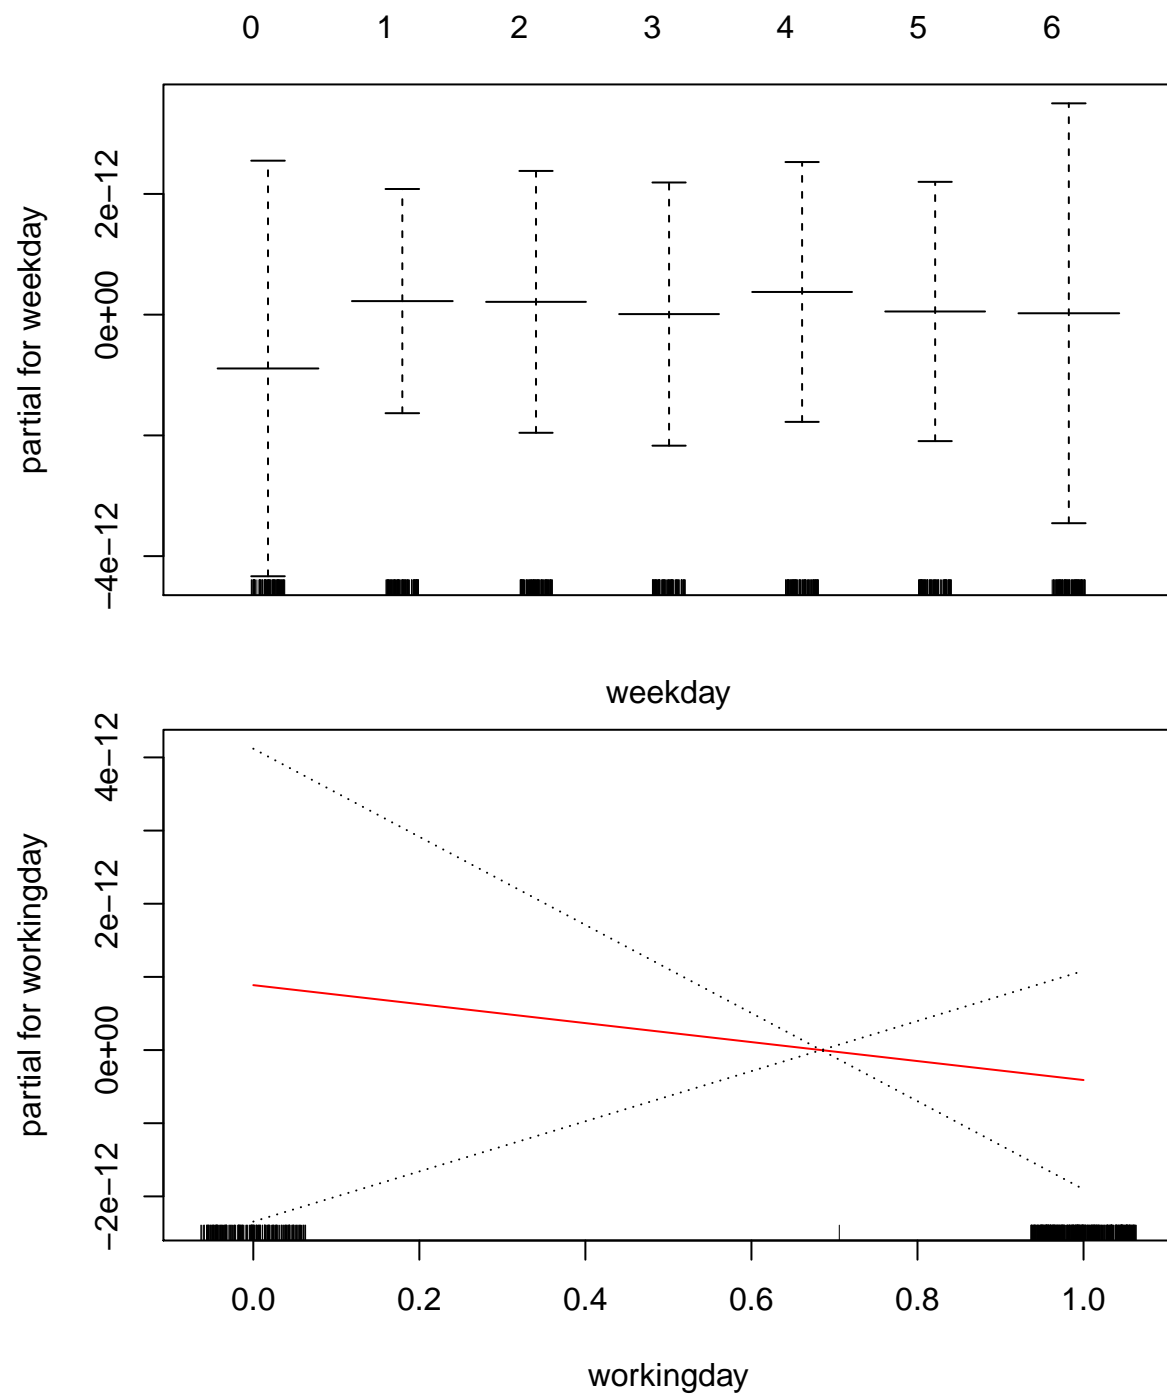 0 1 2 3 4 5 6
partial for weekday
2e−12
0e+00
−4e−12
weekday
partial for workingday
4e−12
2e−12
0e+00
−2e−12
0.0 0.2 0.4 0.6 0.8 1.0
workingday